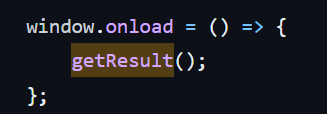 window.onload = () => {
    getResult();
};